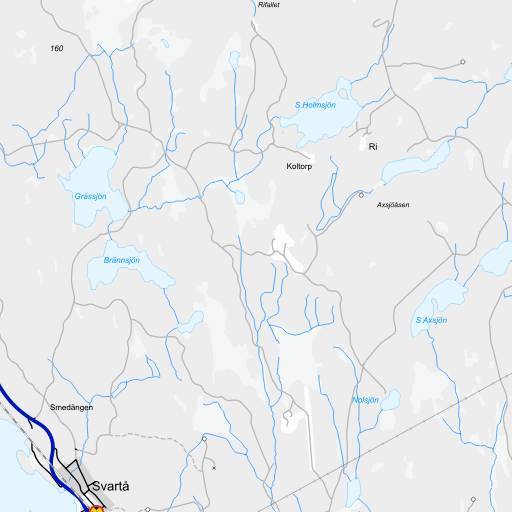 Rifallet
160
S Holmsjön
Ri
Koltorp
Grässjön
Axsjöåsen
Brännsjön
S Axsjön
Nolsjön
Smedängen
Svartå